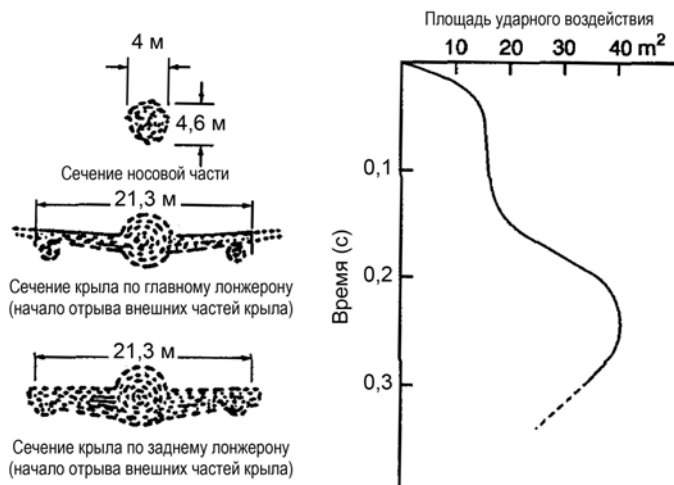 4 м
4,6 м
Сечение носовой части
21,3 м
Сечение крыла по главному лонжерону
(начало отрыва внешних частей крыла)
21,3 м
Сечение крыла по заднему лонжерону
(начало отрыва внешних частей крыла)
Площадь ударного воздействия
10 20 30 40 m²
0,1
0,2
0,3
Время (с)